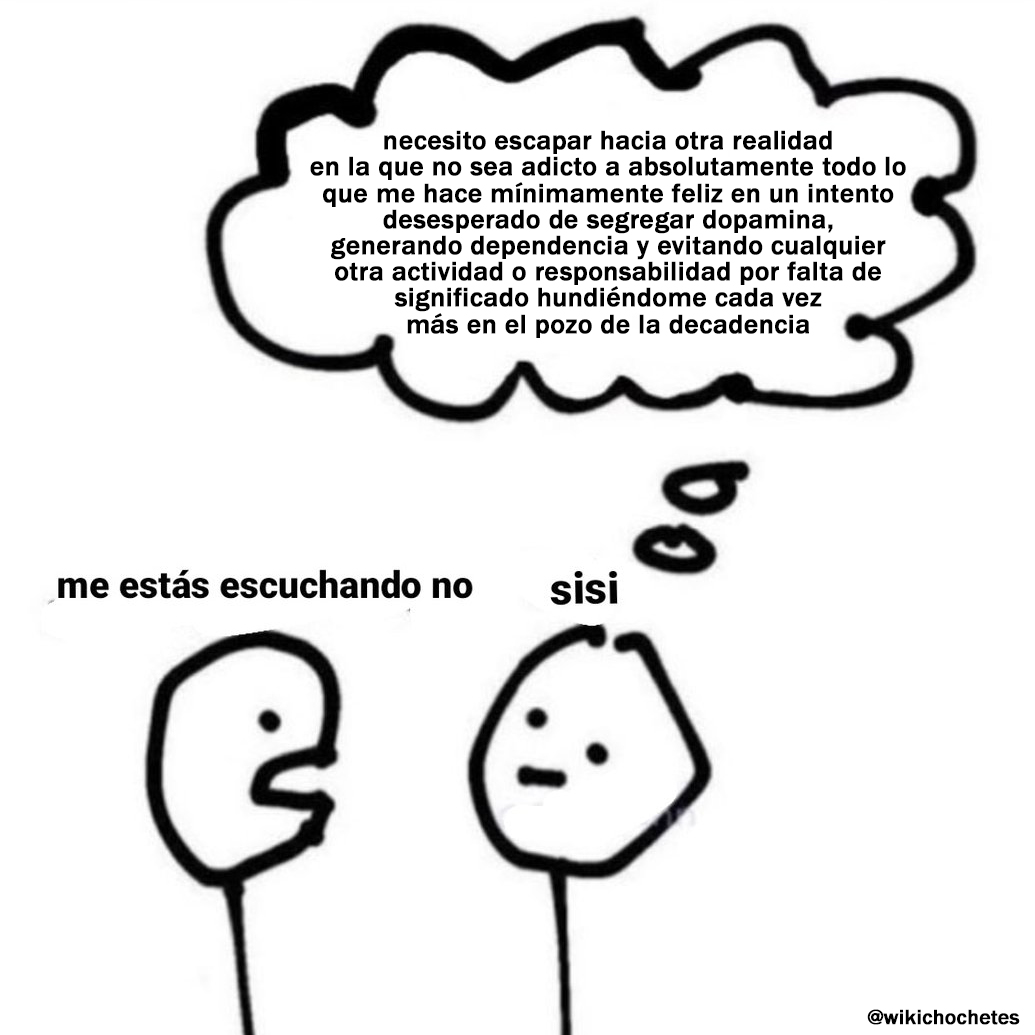 necesito escapar hacia otra realidad
en la que no sea adicto a absolutamente todo lo
que me hace mínimamente feliz en un intento
desesperado de segregar dopamina,
generando dependencia y evitando cualquier
otra actividad o responsabilidad por falta de
significado hundiéndome cada vez
más en el pozo de la decadencia
me estás escuchando no
sisi
@wikichochetes